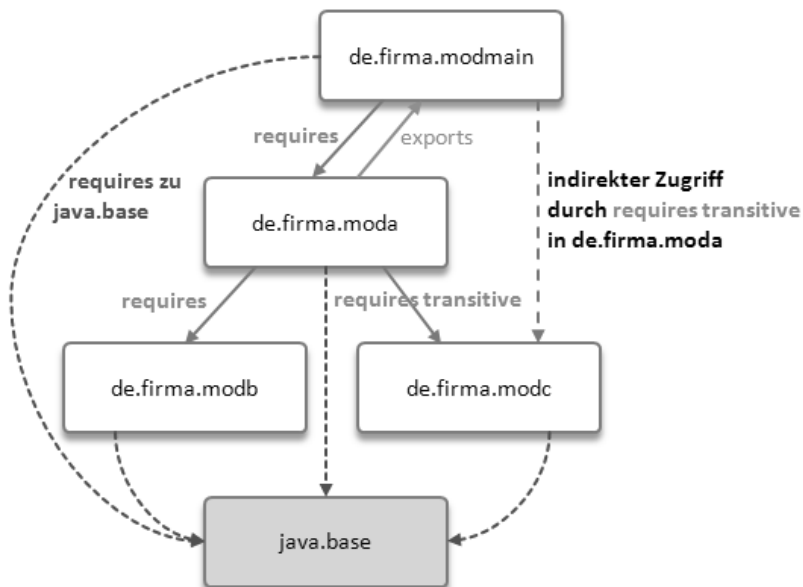 de.firma.modmain
requires
exports
requires zu
java.base
indirekter Zugriff
durch requires transitive
in de.firma.moda
de.firma.moda
requires
requires transitive
de.firma.modb
de.firma.modc
java.base